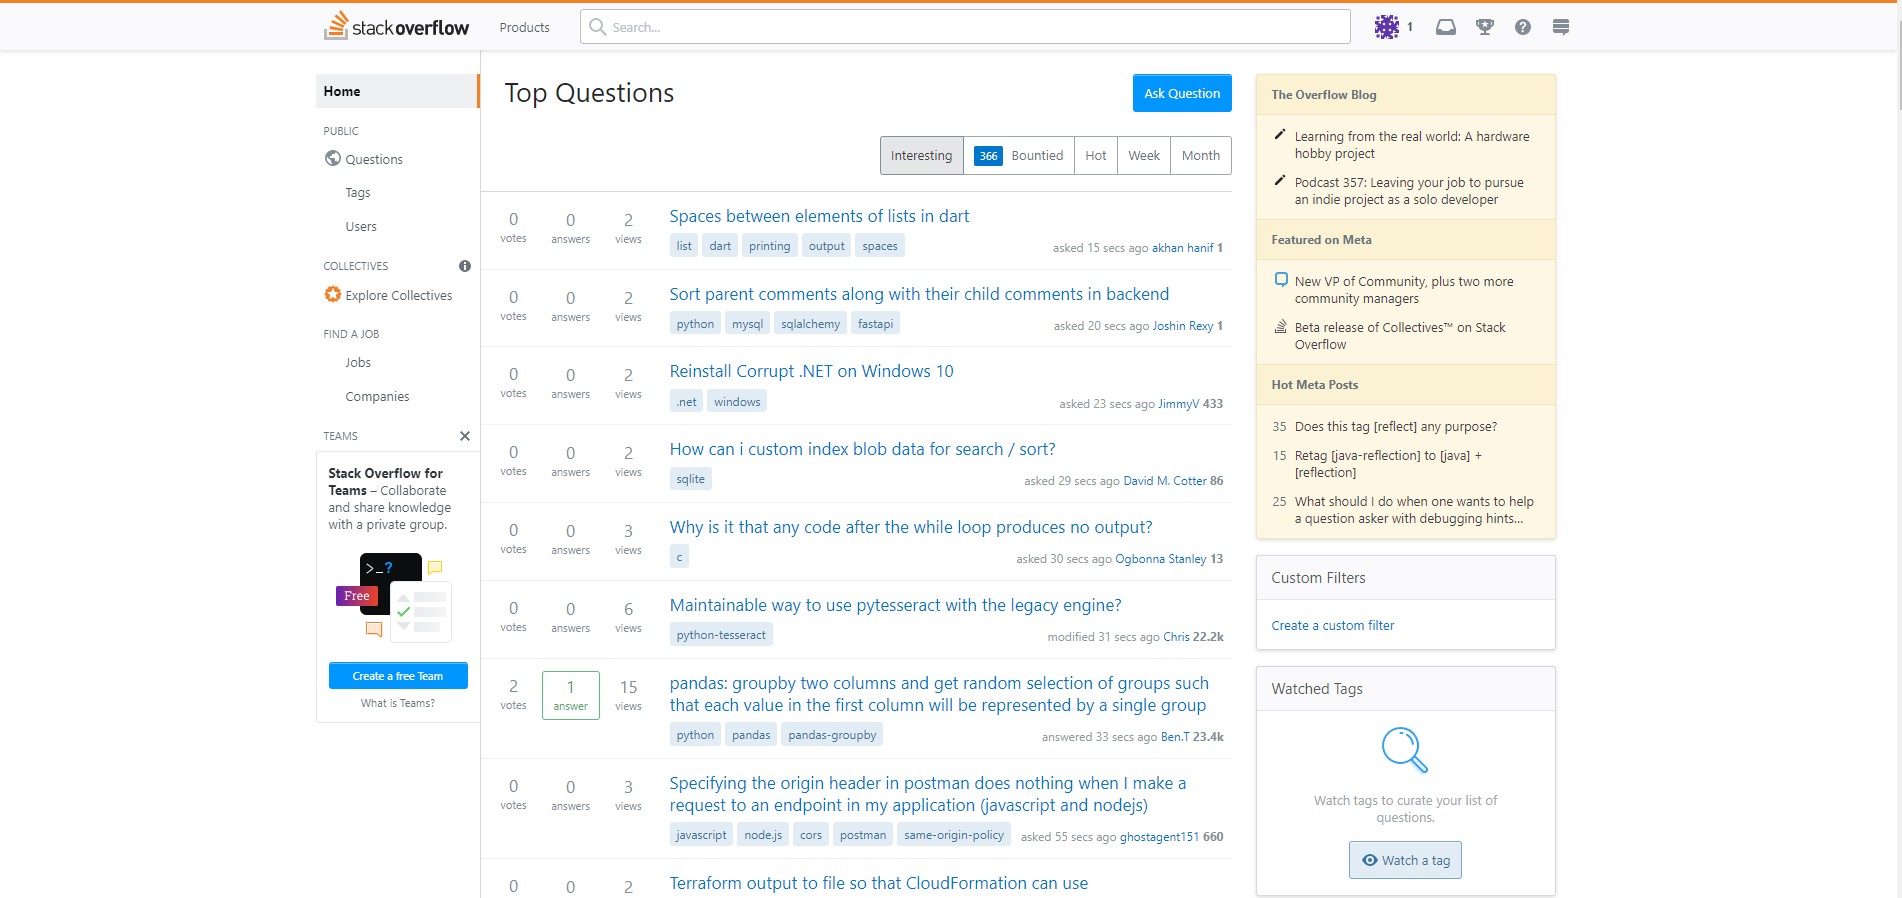 stack overflow
Products
Search...
1
Home
PUBLIC
Questions
Tags
Users
COLLECTIVES
Explore Collectives
FIND A JOB
Jobs
Companies
TEAMS
Stack Overflow for
Teams – Collaborate
and share knowledge
with a private group.
>_?
Free
Create a free Team
What is Teams?
Top Questions
Ask Question
Interesting
366 Bountied
Hot
Week
Month
0 votes
0 answers
2 views
Spaces between elements of lists in dart
list dart printing output spaces
asked 15 secs ago akhan hanif 1
0 votes
0 answers
2 views
Sort parent comments along with their child comments in backend
python mysql sqlalchemy fastapi
asked 20 secs ago Joshin Rexy 1
0 votes
0 answers
2 views
Reinstall Corrupt .NET on Windows 10
.net windows
asked 23 secs ago JimmyV 433
0 votes
0 answers
2 views
How can i custom index blob data for search / sort?
sqlite
asked 29 secs ago David M. Cotter 86
0 votes
0 answers
3 views
Why is it that any code after the while loop produces no output?
c
asked 30 secs ago Ogbonna Stanley 13
0 votes
0 answers
6 views
Maintainable way to use pytesseract with the legacy engine?
python-tesseract
modified 31 secs ago Chris 22.2k
2 votes
1 answer
15 views
pandas: groupby two columns and get random selection of groups such
that each value in the first column will be represented by a single group
python pandas pandas-groupby
answered 33 secs ago Ben.T 23.4k
0 votes
0 answers
3 views
Specifying the origin header in postman does nothing when I make a
request to an endpoint in my application (javascript and nodejs)
javascript node.js cors postman same-origin-policy
asked 55 secs ago ghostagent151 660
0
0
2
Terraform output to file so that CloudFormation can use
The Overflow Blog
Learning from the real world: A hardware
hobby project
Podcast 357: Leaving your job to pursue
an indie project as a solo developer
Featured on Meta
New VP of Community, plus two more
community managers
Beta release of Collectives™ on Stack
Overflow
Hot Meta Posts
35 Does this tag [reflect] any purpose?
15 Retag [java-reflection] to [java] +
[reflection]
25 What should I do when one wants to help
a question asker with debugging hints...
Custom Filters
Create a custom filter
Watched Tags
Watch tags to curate your list of
questions.
Watch a tag